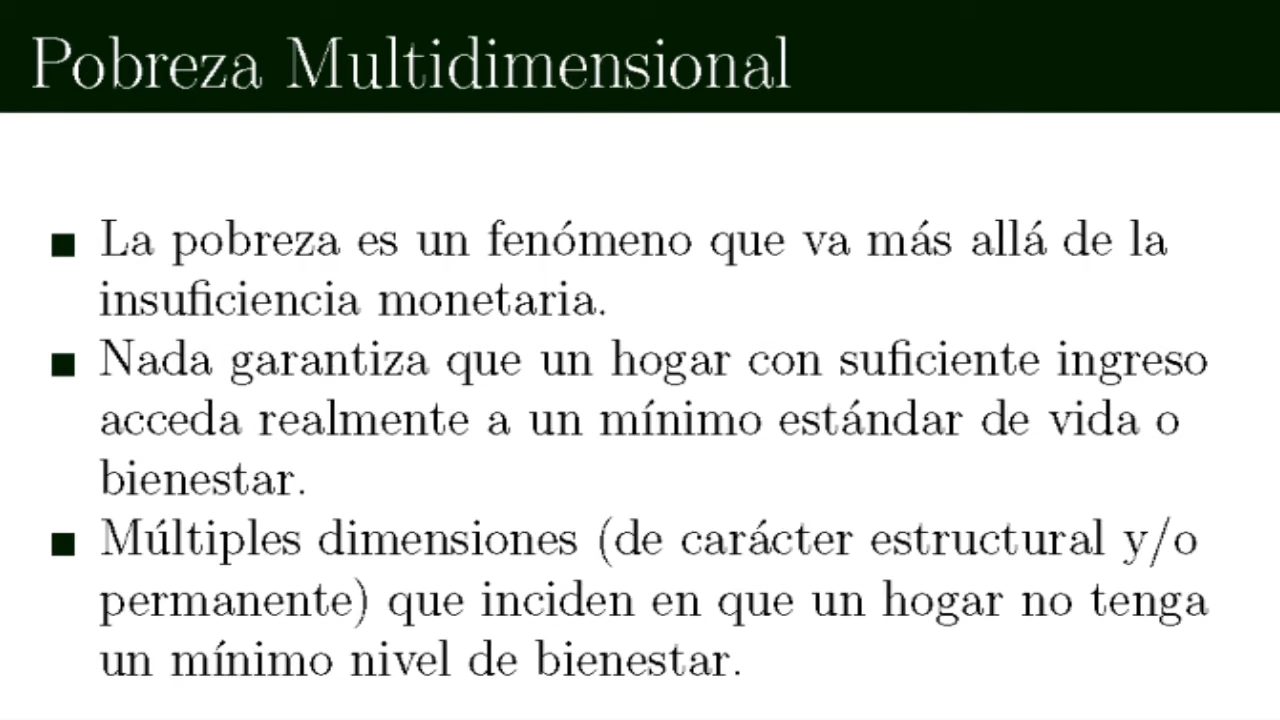 Pobreza Multidimensional
La pobreza es un fenómeno que va más allá de la
insuficiencia monetaria.
Nada garantiza que un hogar con suficiente ingreso
acceda realmente a un mínimo estándar de vida o
bienestar.
Múltiples dimensiones (de carácter estructural y/o
permanente) que inciden en que un hogar no tenga
un mínimo nivel de bienestar.